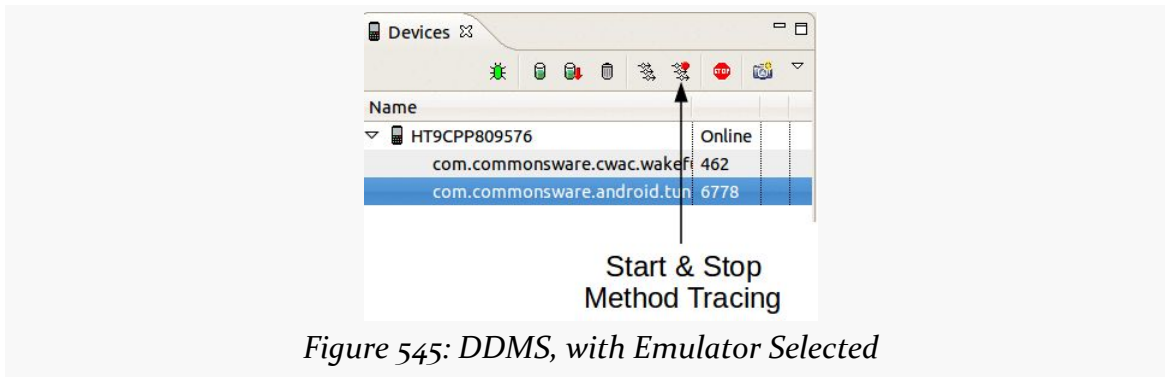 Devices
STOP
Name
HT9CPP809576 Online
com.commonsware.cwac.wakef 462
com.commonsware.android.tun 6778
Start & Stop
Method Tracing
Figure 545: DDMS, with Emulator Selected